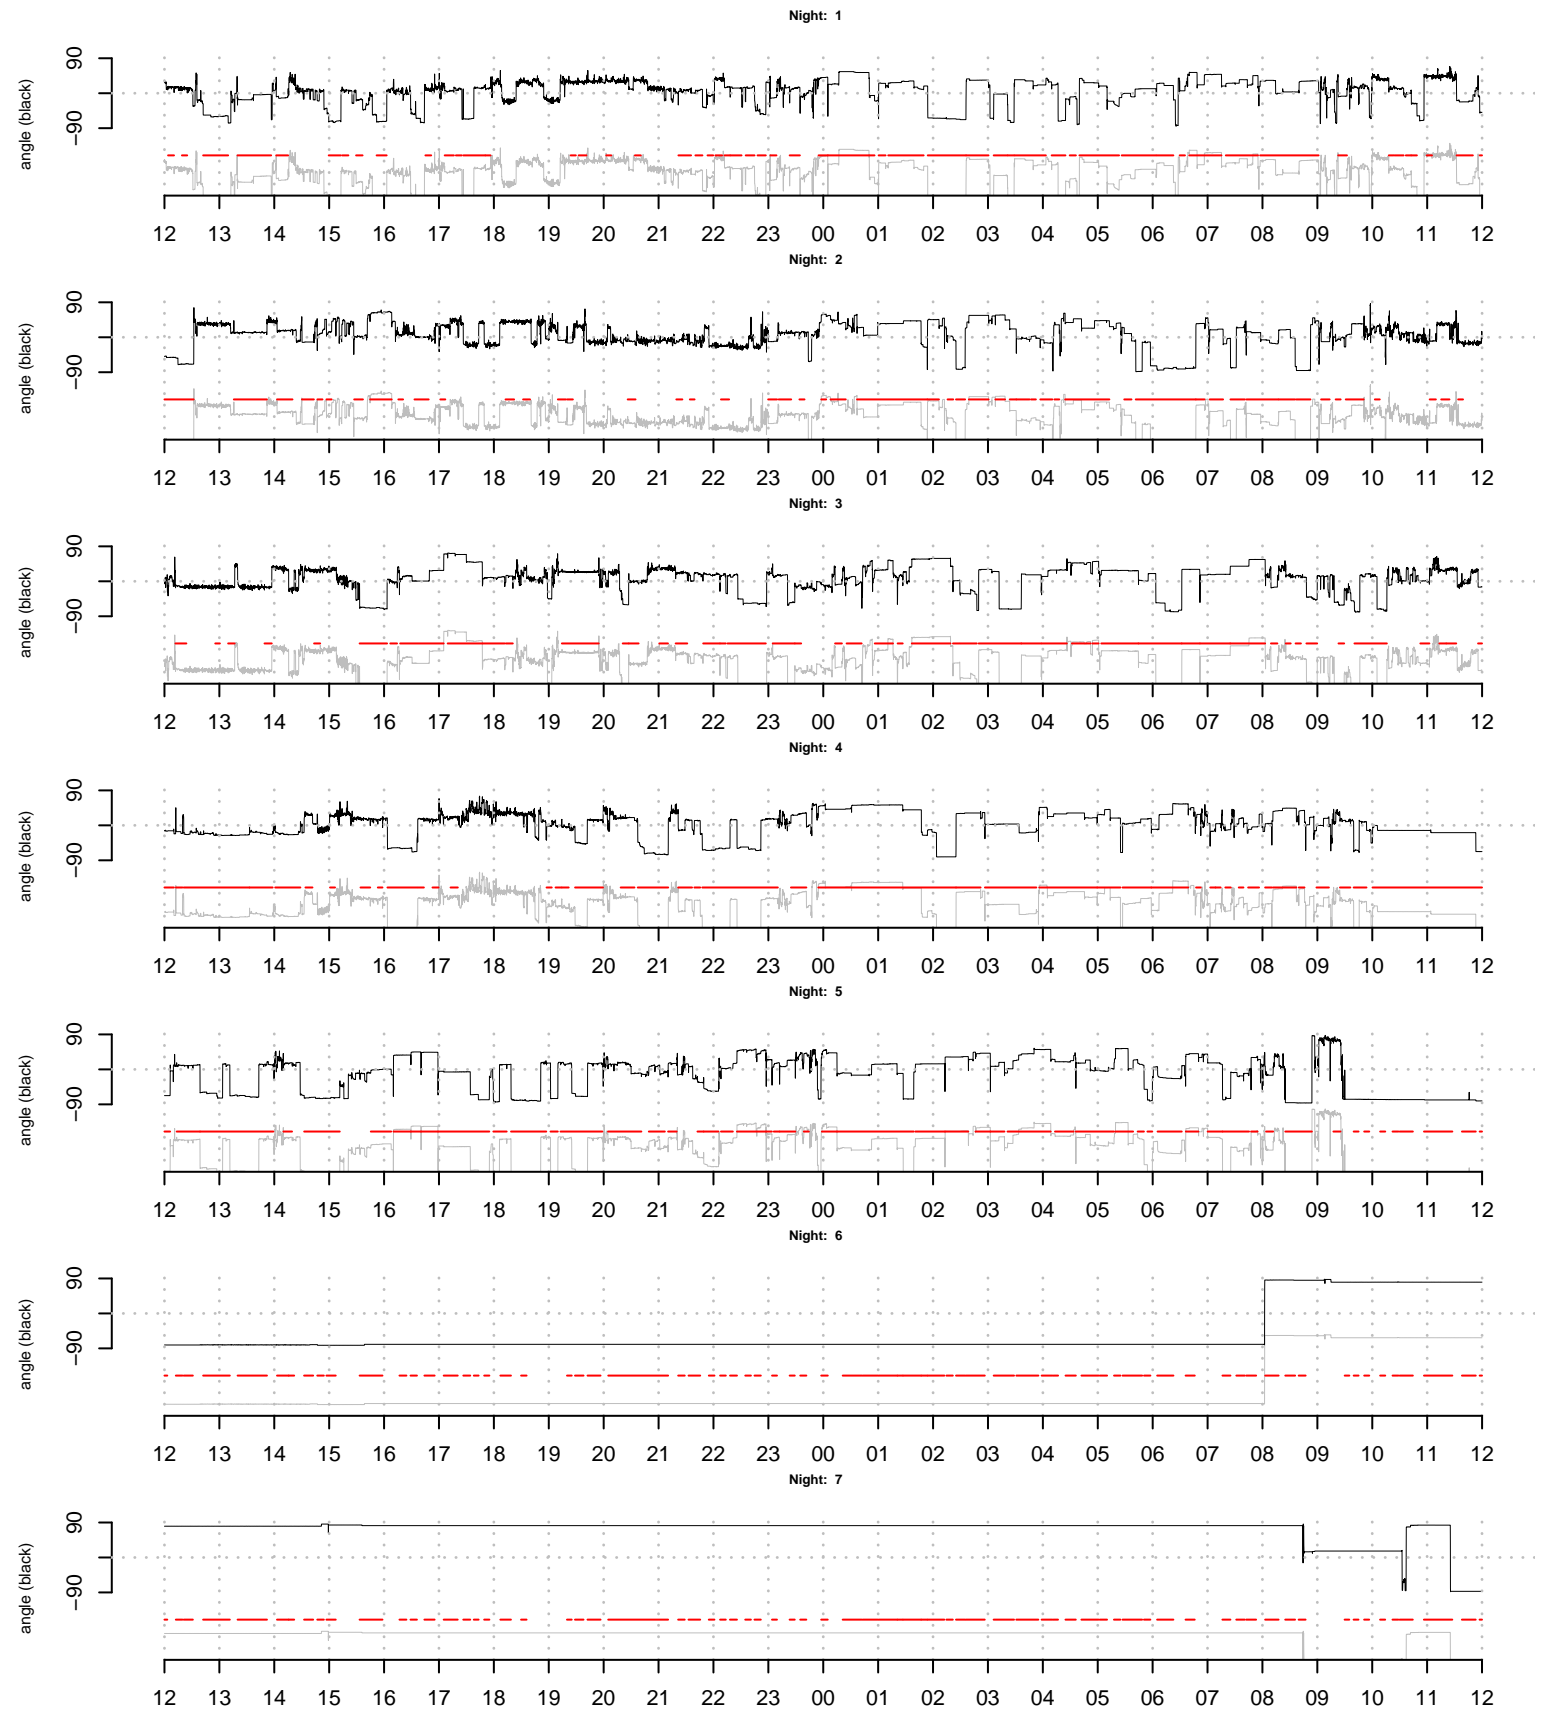 Night: 1
angle (black)
90
-90
12 13 14 15 16 17 18 19 20 21 22 23 00 01 02 03 04 05 06 07 08 09 10 11 12
Night: 2
angle (black)
90
-90
12 13 14 15 16 17 18 19 20 21 22 23 00 01 02 03 04 05 06 07 08 09 10 11 12
Night: 3
angle (black)
90
-90
12 13 14 15 16 17 18 19 20 21 22 23 00 01 02 03 04 05 06 07 08 09 10 11 12
Night: 4
angle (black)
90
-90
12 13 14 15 16 17 18 19 20 21 22 23 00 01 02 03 04 05 06 07 08 09 10 11 12
Night: 5
angle (black)
90
-90
12 13 14 15 16 17 18 19 20 21 22 23 00 01 02 03 04 05 06 07 08 09 10 11 12
Night: 6
angle (black)
90
-90
12 13 14 15 16 17 18 19 20 21 22 23 00 01 02 03 04 05 06 07 08 09 10 11 12
Night: 7
angle (black)
90
-90
12 13 14 15 16 17 18 19 20 21 22 23 00 01 02 03 04 05 06 07 08 09 10 11 12